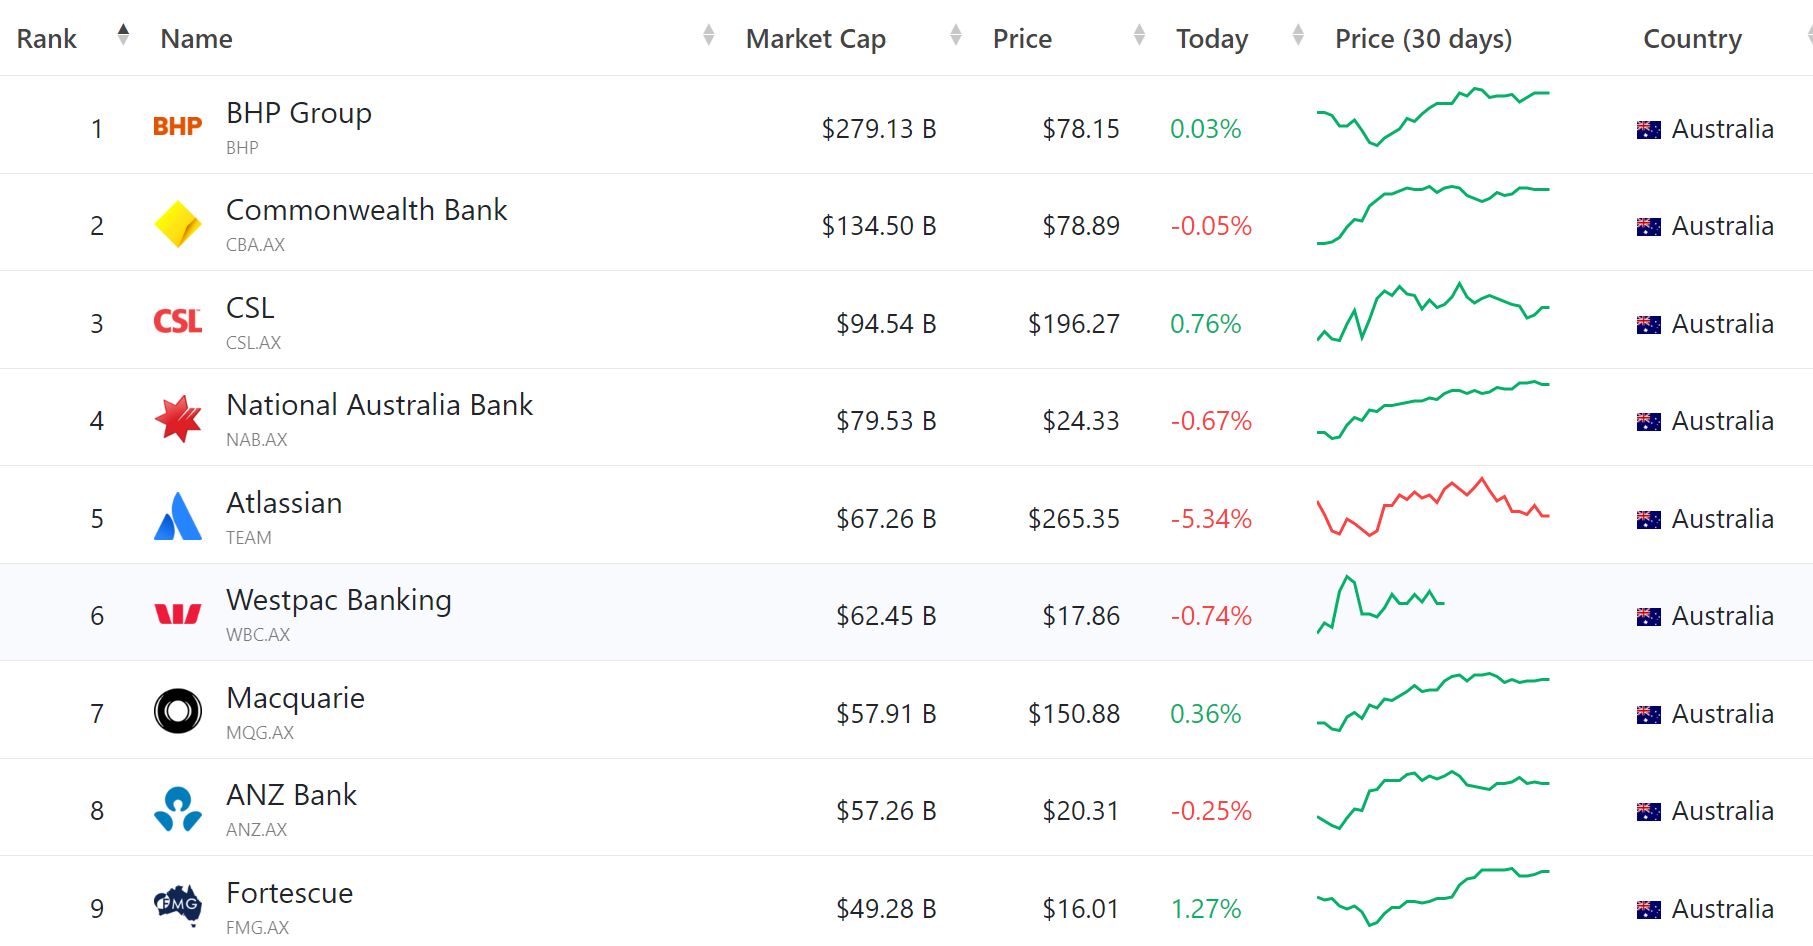 Rank Name Market Cap Price Today Price (30 days) Country
1 BHP BHP Group $279.13 B $78.15 0.03% Australia
BHP
2 Commonwealth Bank $134.50 B $78.89 -0.05% Australia
CBA.AX
3 CSL CSL $94.54 B $196.27 0.76% Australia
CSL.AX
4 National Australia Bank $79.53 B $24.33 -0.67% Australia
NAB.AX
5 Atlassian $67.26 B $265.35 -5.34% Australia
TEAM
6 Westpac Banking $62.45 B $17.86 -0.74% Australia
WBC.AX
7 Macquarie $57.91 B $150.88 0.36% Australia
MQG.AX
8 ANZ Bank $57.26 B $20.31 -0.25% Australia
ANZ.AX
9 FMG Fortescue $49.28 B $16.01 1.27% Australia
FMG.AX